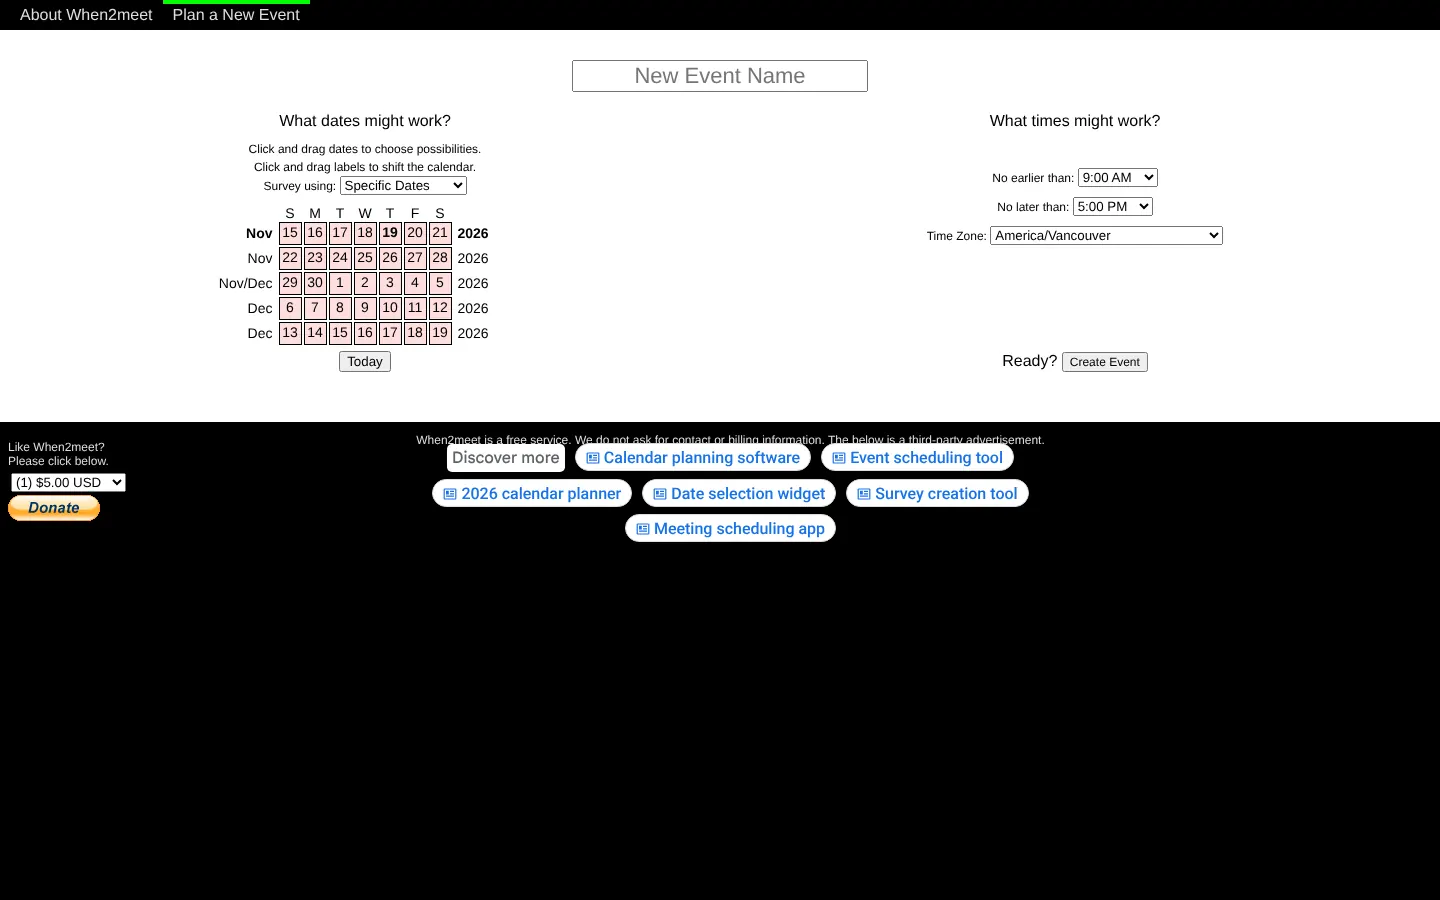 About When2meet Plan a New Event
New Event Name
What dates might work?
Click and drag dates to choose possibilities.
Click and drag labels to shift the calendar.
Survey using: Specific Dates
S M T W T F S
Nov 15 16 17 18 19 20 21 2026
Nov 22 23 24 25 26 27 28 2026
Nov/Dec 29 30 1 2 3 4 5 2026
Dec 6 7 8 9 10 11 12 2026
Dec 13 14 15 16 17 18 19 2026
Today
What times might work?
No earlier than: 9:00 AM
No later than: 5:00 PM
Time Zone: America/Vancouver
Ready? Create Event
Like When2meet?
Please click below.
(1) $5.00 USD
Donate
When2meet is a free service. We do not ask for contact or billing information. The below is a third-party advertisement.
Discover more Calendar planning software Event scheduling tool
2026 calendar planner Date selection widget Survey creation tool
Meeting scheduling app